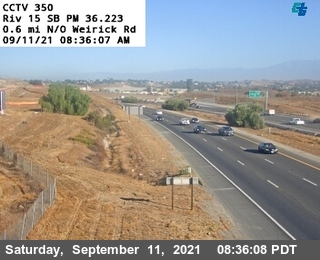 CCTV 350
Riv 15 SB PM 36.223
0.6 mi N/O Weirick Rd
09/11/21 08:36:07 AM
Saturday, September 11, 2021 08:36:08 PDT